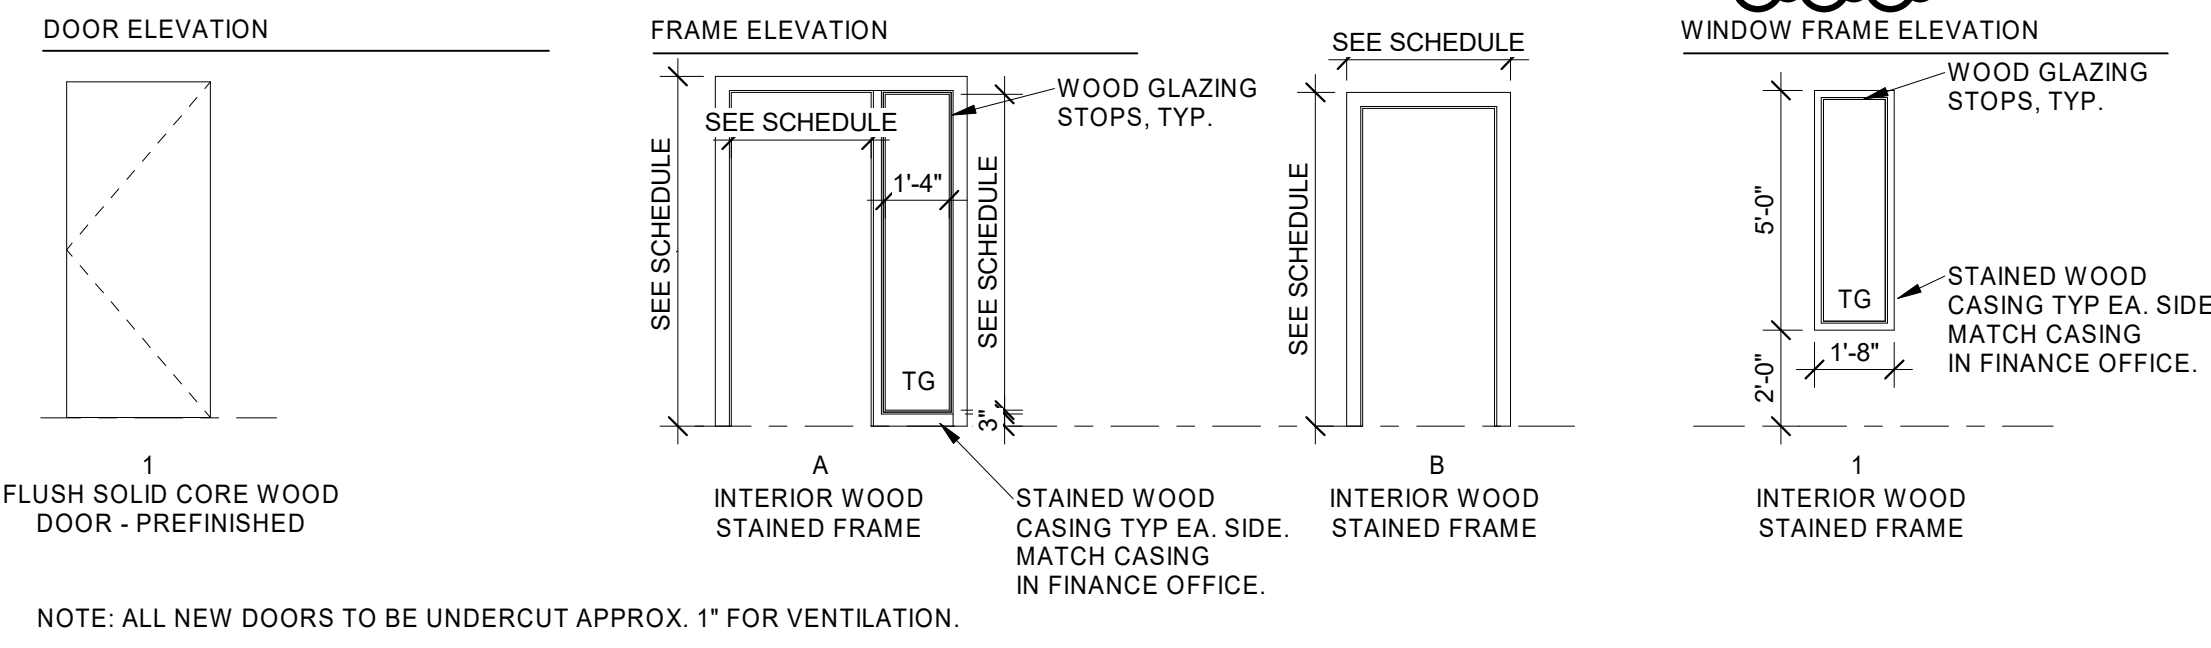 DOOR ELEVATION
1
FLUSH SOLID CORE WOOD
DOOR - PREFINISHED
FRAME ELEVATION
SEE SCHEDULE
SEE SCHEDULE
1'-4"
SEE SCHEDULE
TG
3"
WOOD GLAZING
STOPS, TYP.
A
INTERIOR WOOD
STAINED FRAME
STAINED WOOD
CASING TYP EA. SIDE.
MATCH CASING
IN FINANCE OFFICE.
SEE SCHEDULE
SEE SCHEDULE
B
INTERIOR WOOD
STAINED FRAME
WINDOW FRAME ELEVATION
WOOD GLAZING
STOPS, TYP.
5'-0"
2'-0"
TG
1'-8"
STAINED WOOD
CASING TYP EA. SIDE
MATCH CASING
IN FINANCE OFFICE.
1
INTERIOR WOOD
STAINED FRAME
NOTE: ALL NEW DOORS TO BE UNDERCUT APPROX. 1" FOR VENTILATION.